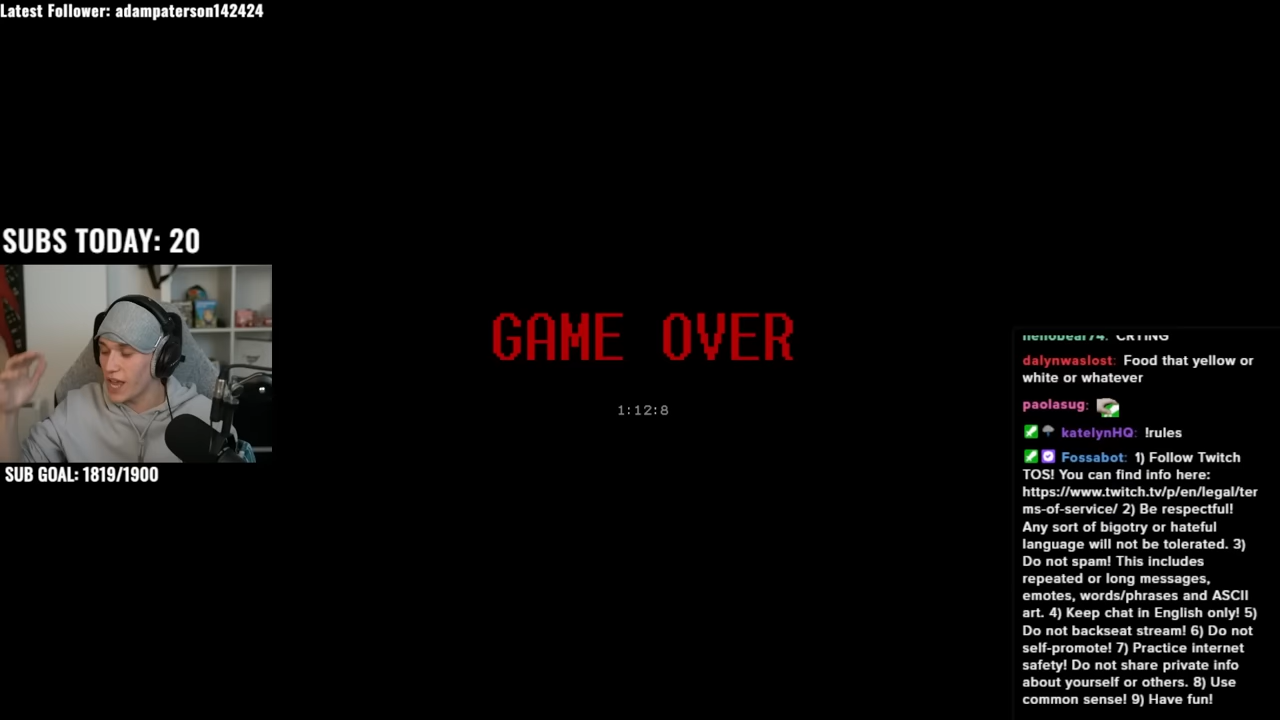 Latest Follower: adampaterson142424
SUBS TODAY: 20
SUB GOAL: 1819/1900
GAME OVER
1:12:8
hellobear74: CRYING
dalynwaslost: Food that yellow or
white or whatever
paolasug:
katelynHQ: !rules
Fossabot: 1) Follow Twitch
TOS! You can find info here:
https://www.twitch.tv/p/en/legal/ter
ms-of-service/ 2) Be respectful!
Any sort of bigotry or hateful
language will not be tolerated. 3)
Do not spam! This includes
repeated or long messages,
emotes, words/phrases and ASCII
art. 4) Keep chat in English only! 5)
Do not backseat stream! 6) Do not
self-promote! 7) Practice internet
safety! Do not share private info
about yourself or others. 8) Use
common sense! 9) Have fun!